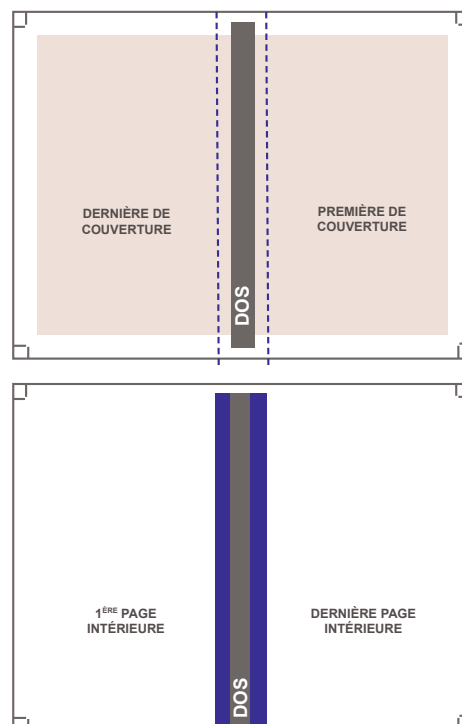 DERNIÈRE DE
COUVERTURE
PREMIÈRE DE
COUVERTURE
DOS
1ÈRE PAGE
INTÉRIEURE
DERNIÈRE PAGE
INTÉRIEURE
DOS